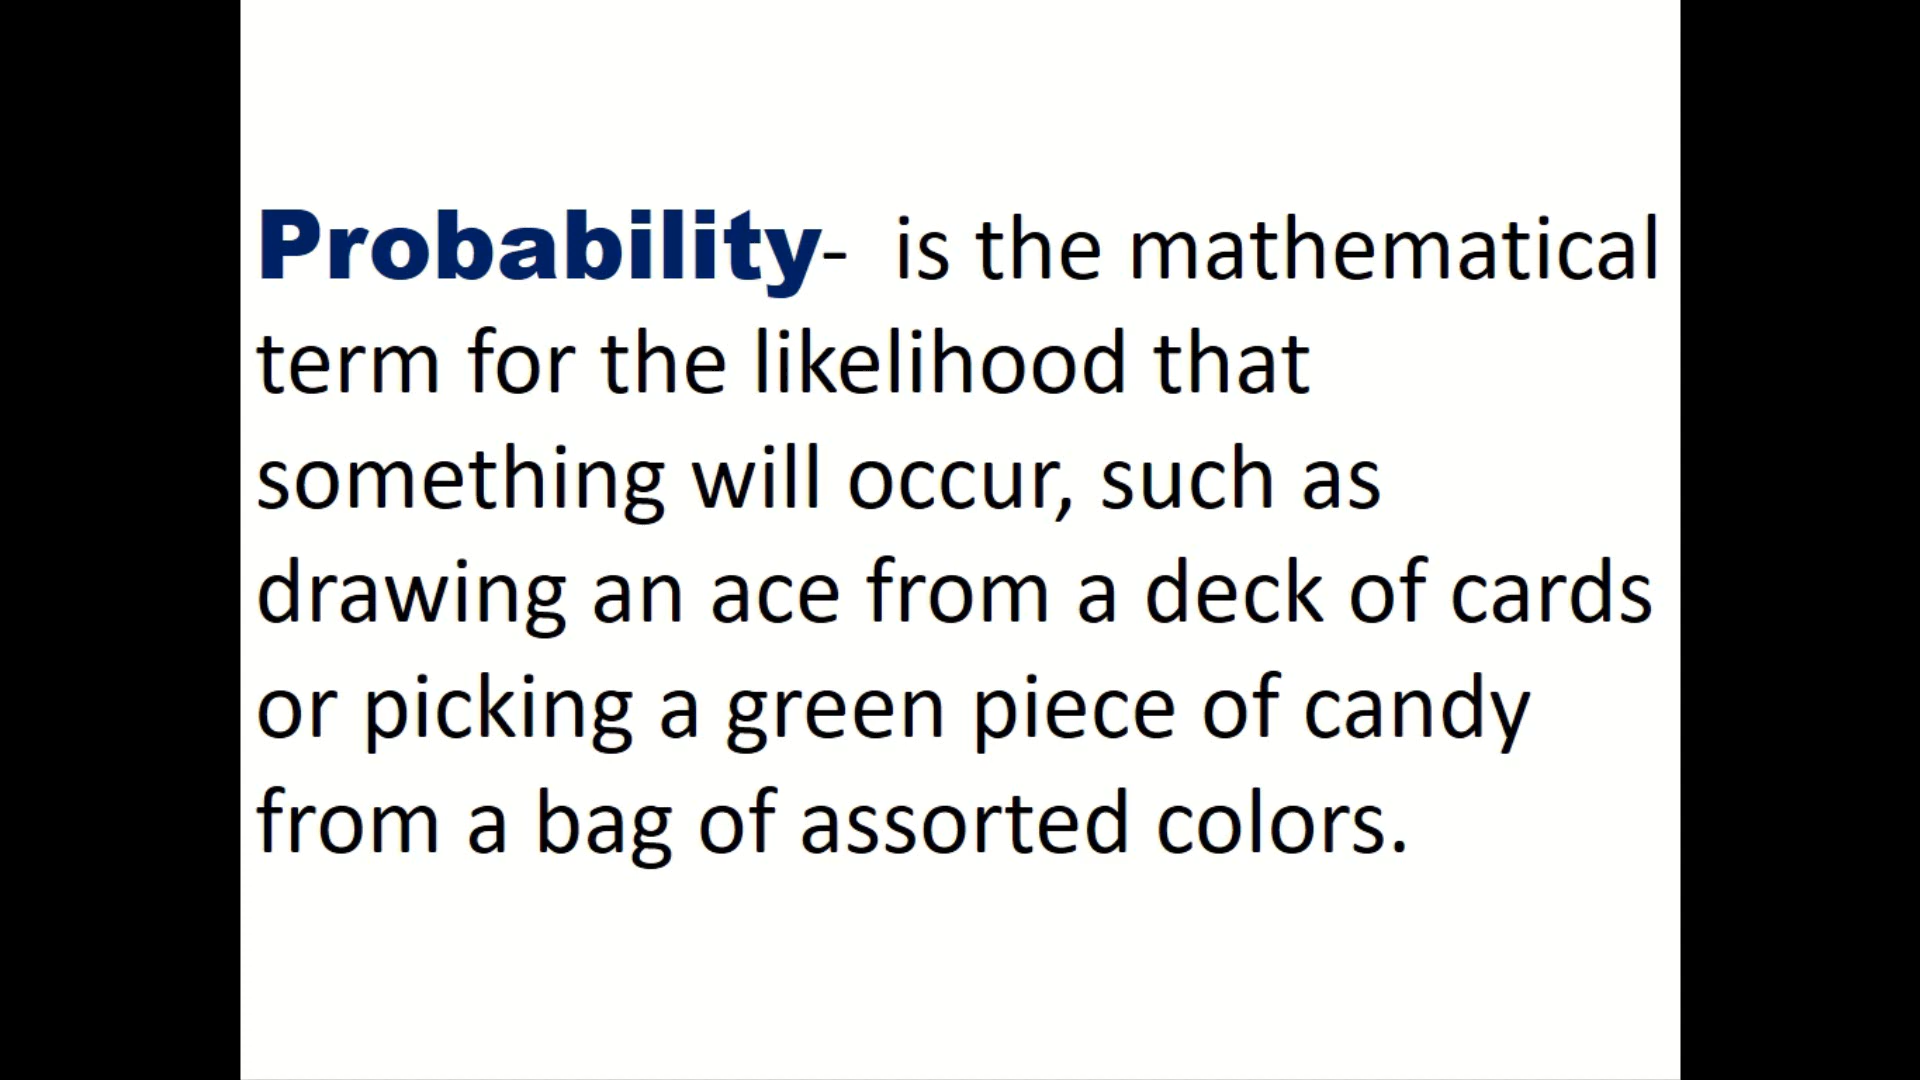 Probability-  is the mathematical
term for the likelihood that
something will occur, such as
drawing an ace from a deck of cards
or picking a green piece of candy
from a bag of assorted colors.